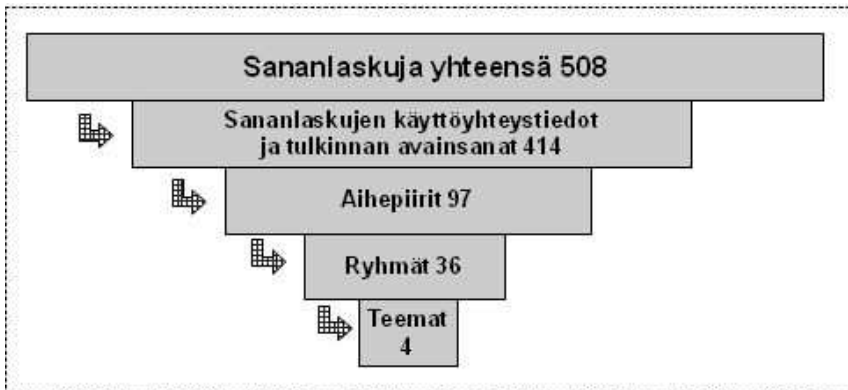 Sananlaskuja yhteensä 508
Sananlaskujen käyttöyhteystiedot
ja tulkinnan avainsanat 414
Aihepiirit 97
Ryhmät 36
Teemat
4